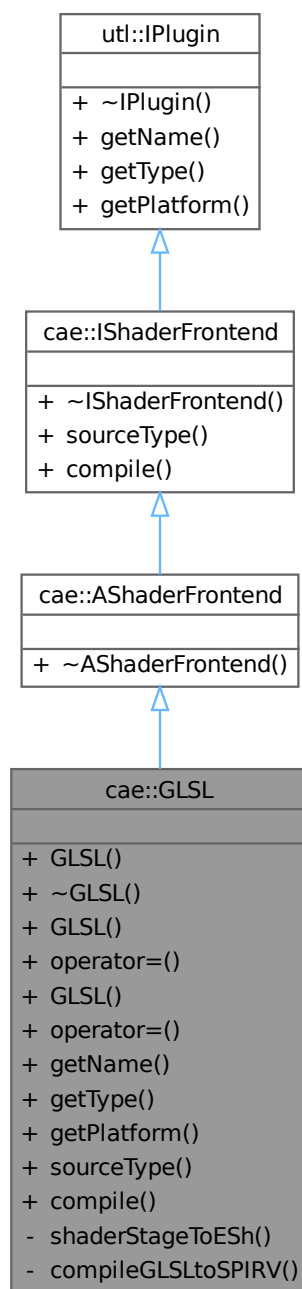 utl::IPlugin
+ ~IPlugin()
+ getName()
+ getType()
+ getPlatform()
cae::IShaderFrontend
+ ~IShaderFrontend()
+ sourceType()
+ compile()
cae::AShaderFrontend
+ ~AShaderFrontend()
cae::GLSL
+ GLSL()
+ ~GLSL()
+ GLSL()
+ operator=()
+ GLSL()
+ operator=()
+ getName()
+ getType()
+ getPlatform()
+ sourceType()
+ compile()
- shaderStageToESh()
- compileGLSLtoSPIRV()